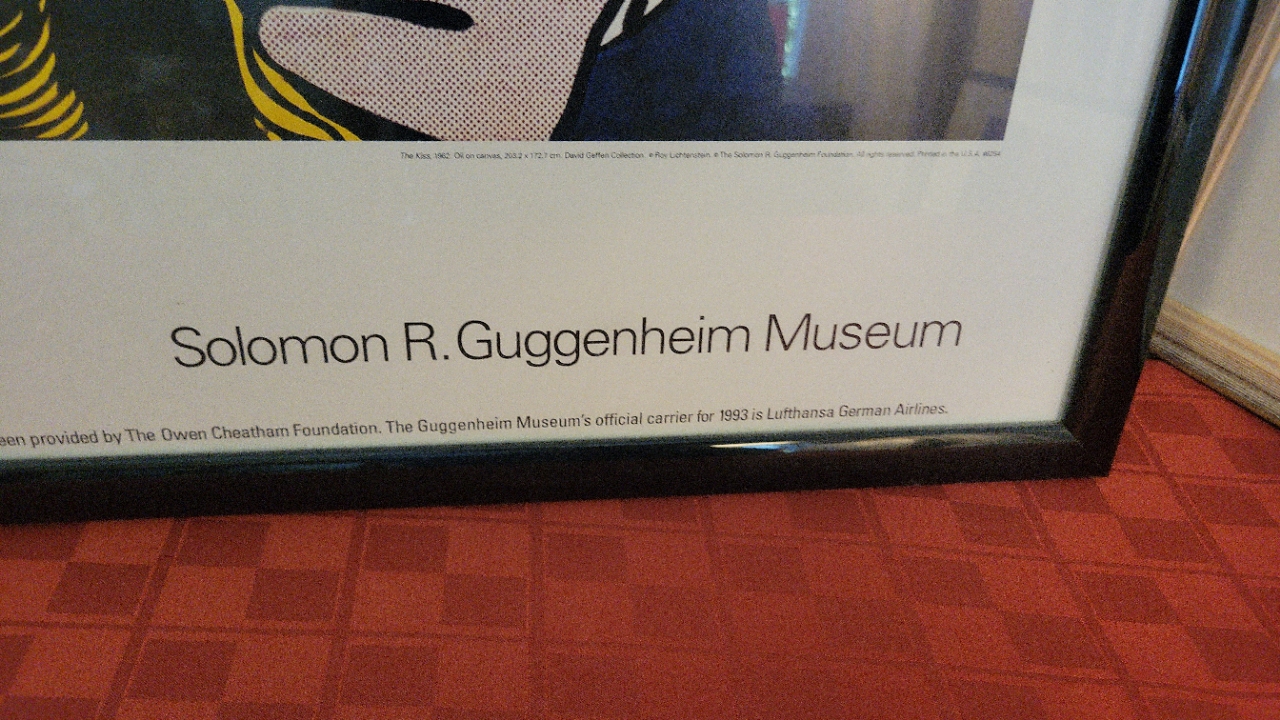 The Kiss, 1962. Oil on canvas, 203.2 x 172.7 cm. David Geffen Collection. © Roy Lichtenstein. © The Solomon R. Guggenheim Foundation. All rights reserved. Printed in the U.S.A.
Solomon R. Guggenheim Museum
een provided by The Owen Cheatham Foundation. The Guggenheim Museum's official carrier for 1993 is Lufthansa German Airlines.